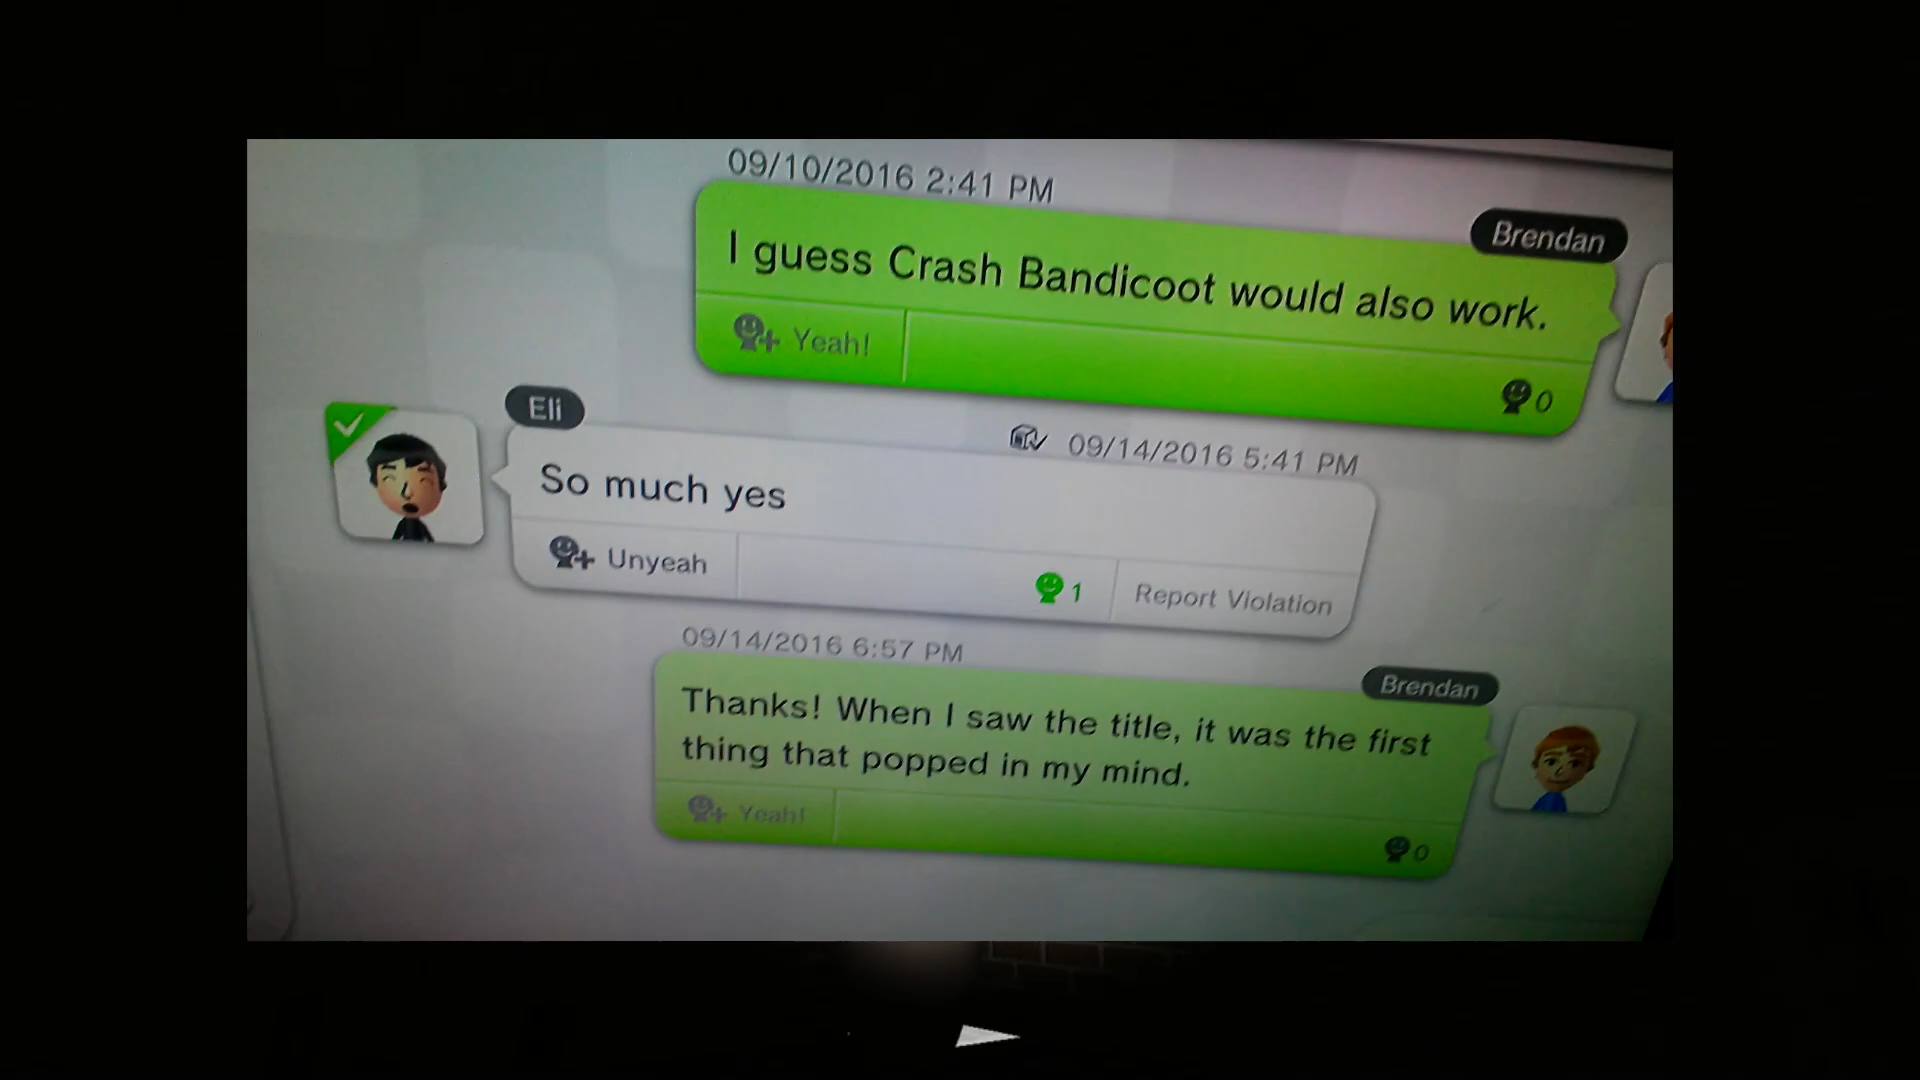 09/10/2016 2:41 PM
Brendan
I guess Crash Bandicoot would also work.
Yeah!
0
Eli
09/14/2016 5:41 PM
So much yes
Unyeah
1
Report Violation
09/14/2016 6:57 PM
Brendan
Thanks! When I saw the title, it was the first
thing that popped in my mind.
Yeah!
0